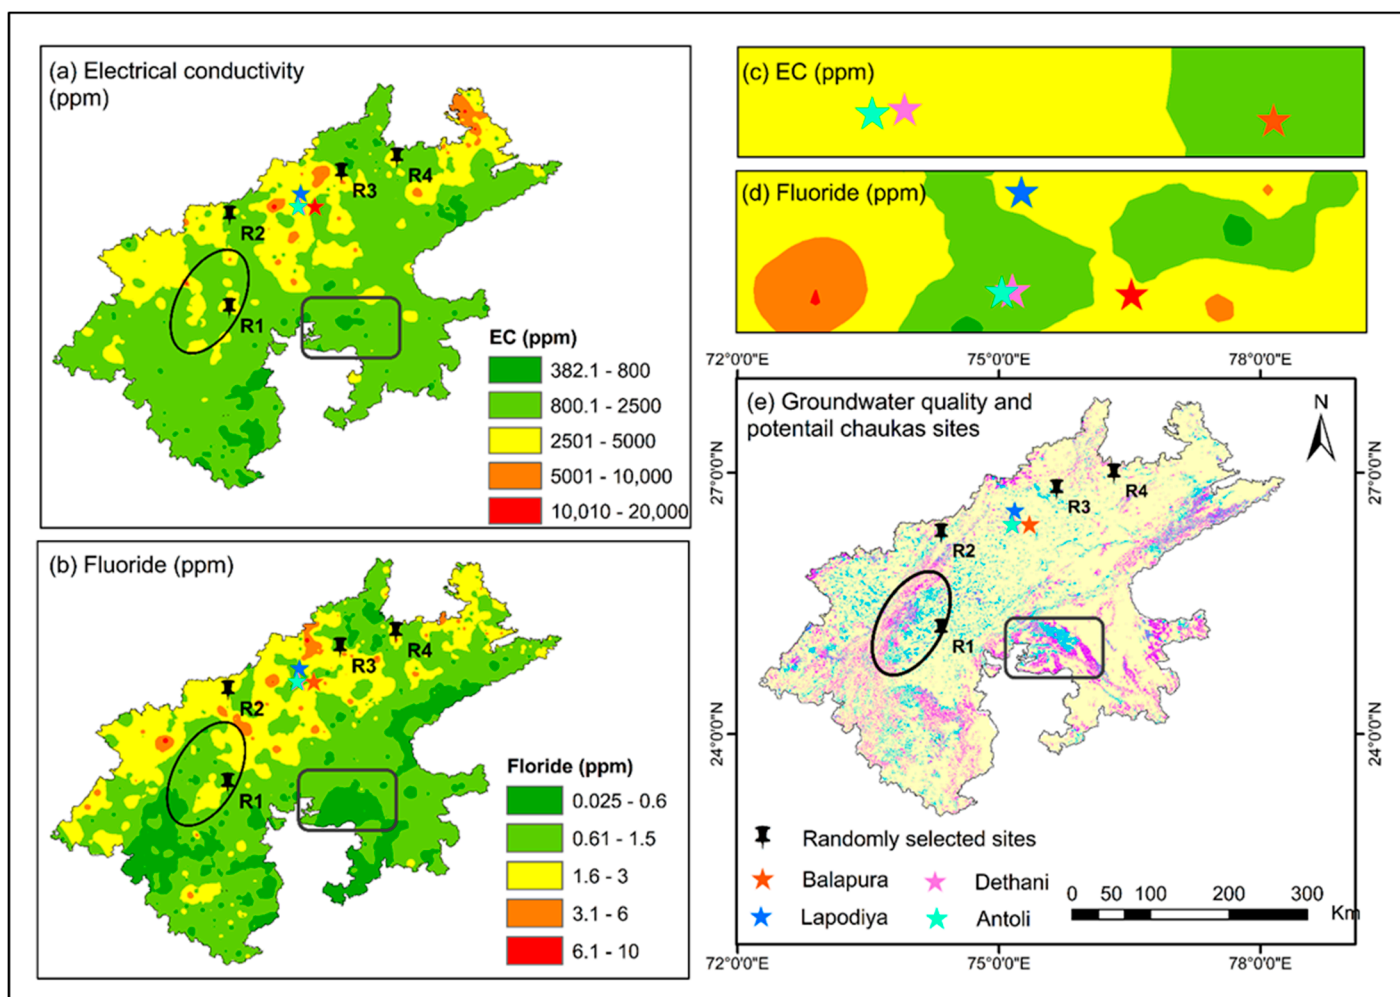 (a) Electrical conductivity
(ppm)
R4
R3
R2
R1
EC (ppm)
382.1 - 800
800.1 - 2500
2501 - 5000
5001 - 10,000
10,010 - 20,000
(b) Fluoride (ppm)
R4
R3
R2
R1
Floride (ppm)
0.025 - 0.6
0.61 - 1.5
1.6 - 3
3.1 - 6
6.1 - 10
(c) EC (ppm)
(d) Fluoride (ppm)
72°0'0"E
75°0'0"E
78°0'0"E
(e) Groundwater quality and
potentail chaukas sites
N
27°0'0"N
27°0'0"N
R4
R3
R2
R1
24°0'0"N
24°0'0"N
Randomly selected sites
Balapura
Dethani
Lapodiya
Antoli
0 50 100 200 300
Km
72°0'0"E
75°0'0"E
78°0'0"E